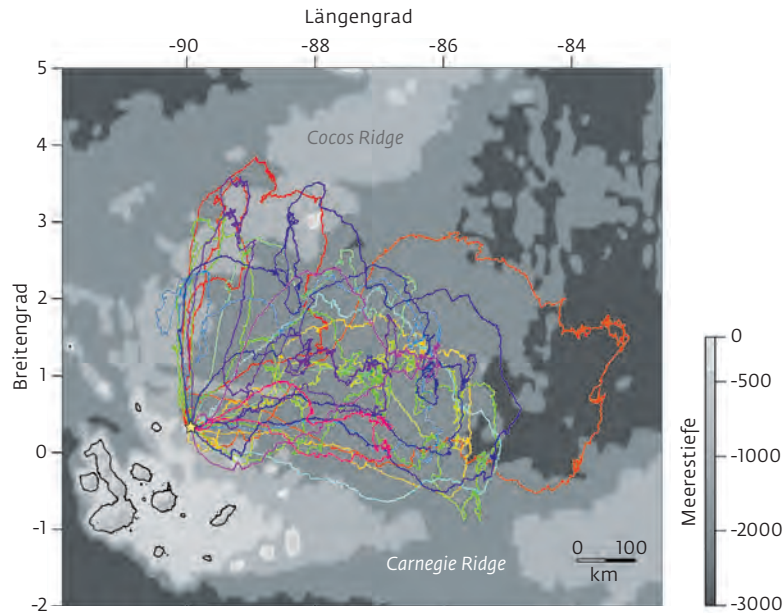 Längengrad
-90 -88 -86 -84
5
4
3
2
1
0
-1
-2
Breitengrad
Cocos Ridge
Carnegie Ridge
0 100
km
Meerestiefe
0
-500
-1000
-2000
-3000